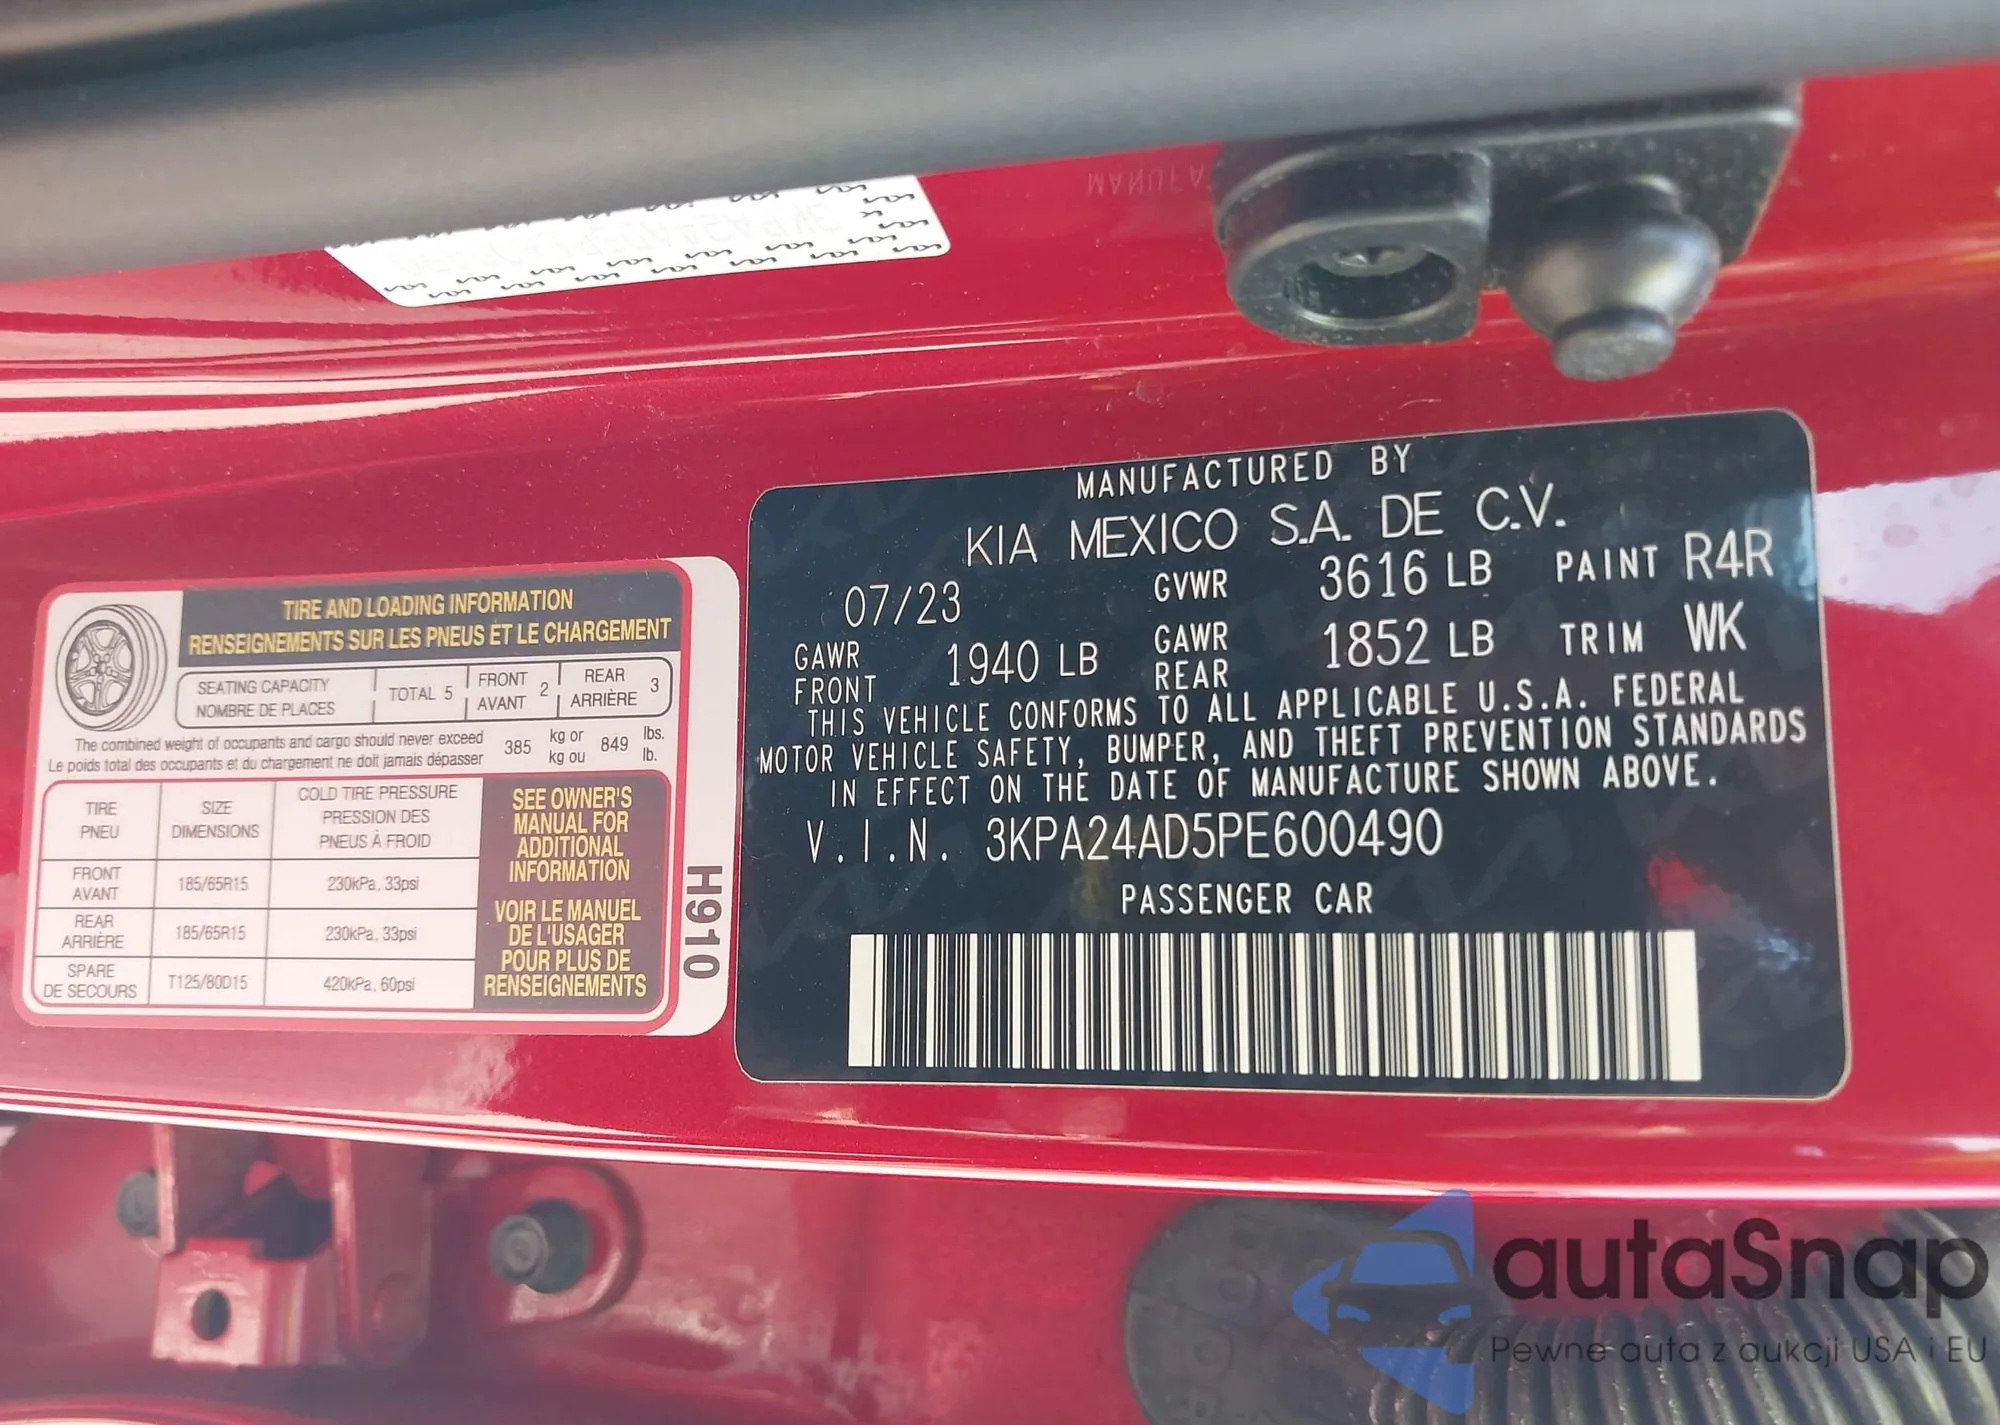 MANUFA
TIRE AND LOADING INFORMATION
RENSEIGNEMENTS SUR LES PNEUS ET LE CHARGEMENT
SEATING CAPACITY
NOMBRE DE PLACES
TOTAL 5
FRONT
AVANT
2
REAR
ARRIÈRE
3
The combined weight of occupants and cargo should never exceed
Le poids total des occupants et du chargement ne doit jamais dépasser
385
kg or
kg ou
849
lbs.
lb.
TIRE
PNEU
SIZE
DIMENSIONS
COLD TIRE PRESSURE
PRESSION DES
PNEUS À FROID
FRONT
AVANT
185/65R15
230kPa, 33psi
REAR
ARRIÈRE
185/65R15
230kPa, 33psi
SPARE
DE SECOURS
T125/80D15
420kPa, 60psi
SEE OWNER'S
MANUAL FOR
ADDITIONAL
INFORMATION
VOIR LE MANUEL
DE L'USAGER
POUR PLUS DE
RENSEIGNEMENTS
H910
MANUFACTURED BY
KIA MEXICO S.A. DE C.V.
07/23 GVWR 3616 LB PAINT R4R
GAWR
FRONT
1940 LB
GAWR
REAR
1852 LB TRIM WK
THIS VEHICLE CONFORMS TO ALL APPLICABLE U.S.A. FEDERAL
MOTOR VEHICLE SAFETY, BUMPER, AND THEFT PREVENTION STANDARDS
IN EFFECT ON THE DATE OF MANUFACTURE SHOWN ABOVE.
V.I.N. 3KPA24AD5PE600490
PASSENGER CAR
autaSnap
Pewne auta z aukcji USA i EU